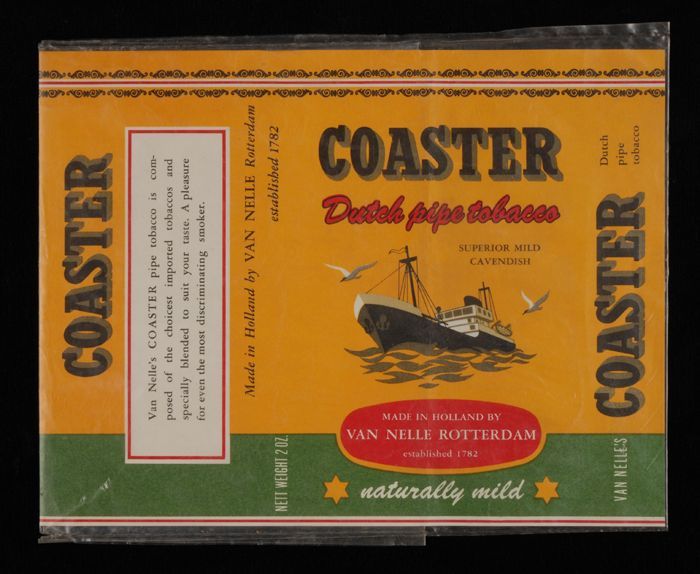 COASTER
Van Nelle's COASTER pipe tobacco is com-
posed of the choicest imported tobaccos and
specially blended to suit your taste. A pleasure
for even the most discriminating smoker.
Made in Holland by VAN NELLE Rotterdam
established 1782
NETT WEIGHT 2 OZ.
COASTER
Dutch pipe tobacco
SUPERIOR MILD
CAVENDISH
MADE IN HOLLAND BY
VAN NELLE ROTTERDAM
established 1782
naturally mild
VAN NELLE'S
COASTER
Dutch
pipe
tobacco